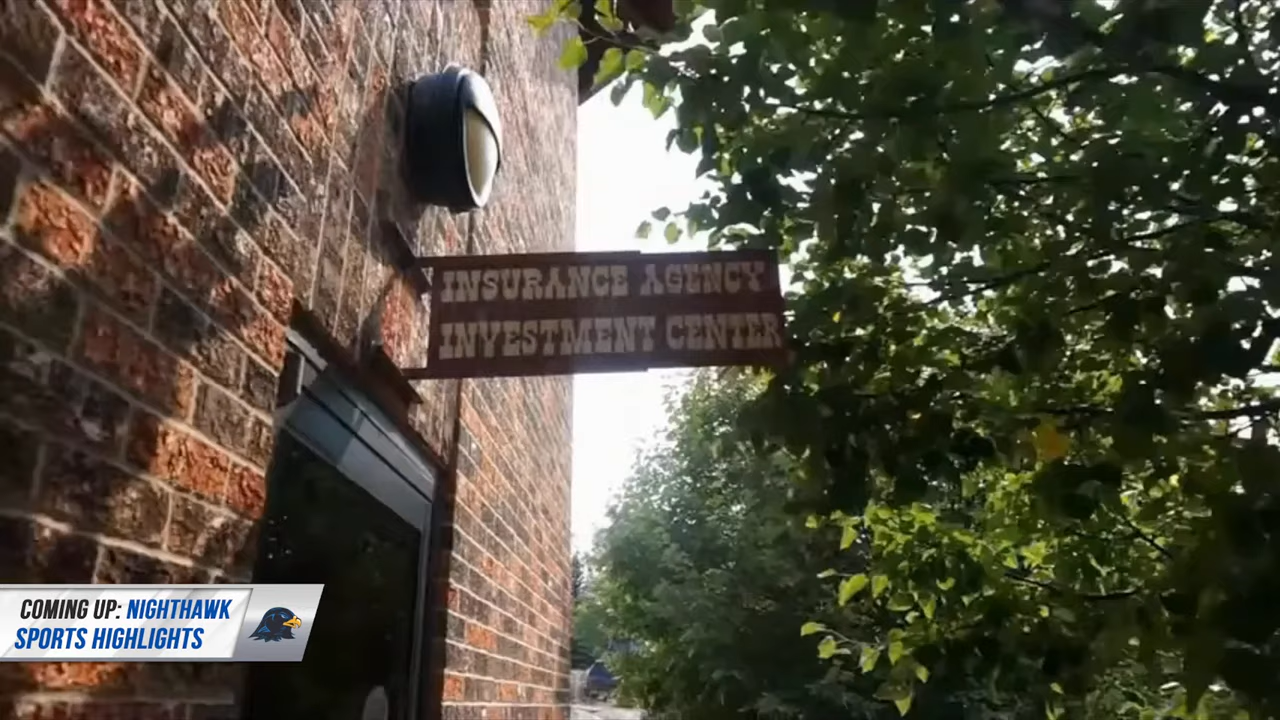 INSURANCE AGENCY
INVESTMENT CENTER
COMING UP: NIGHTHAWK
SPORTS HIGHLIGHTS